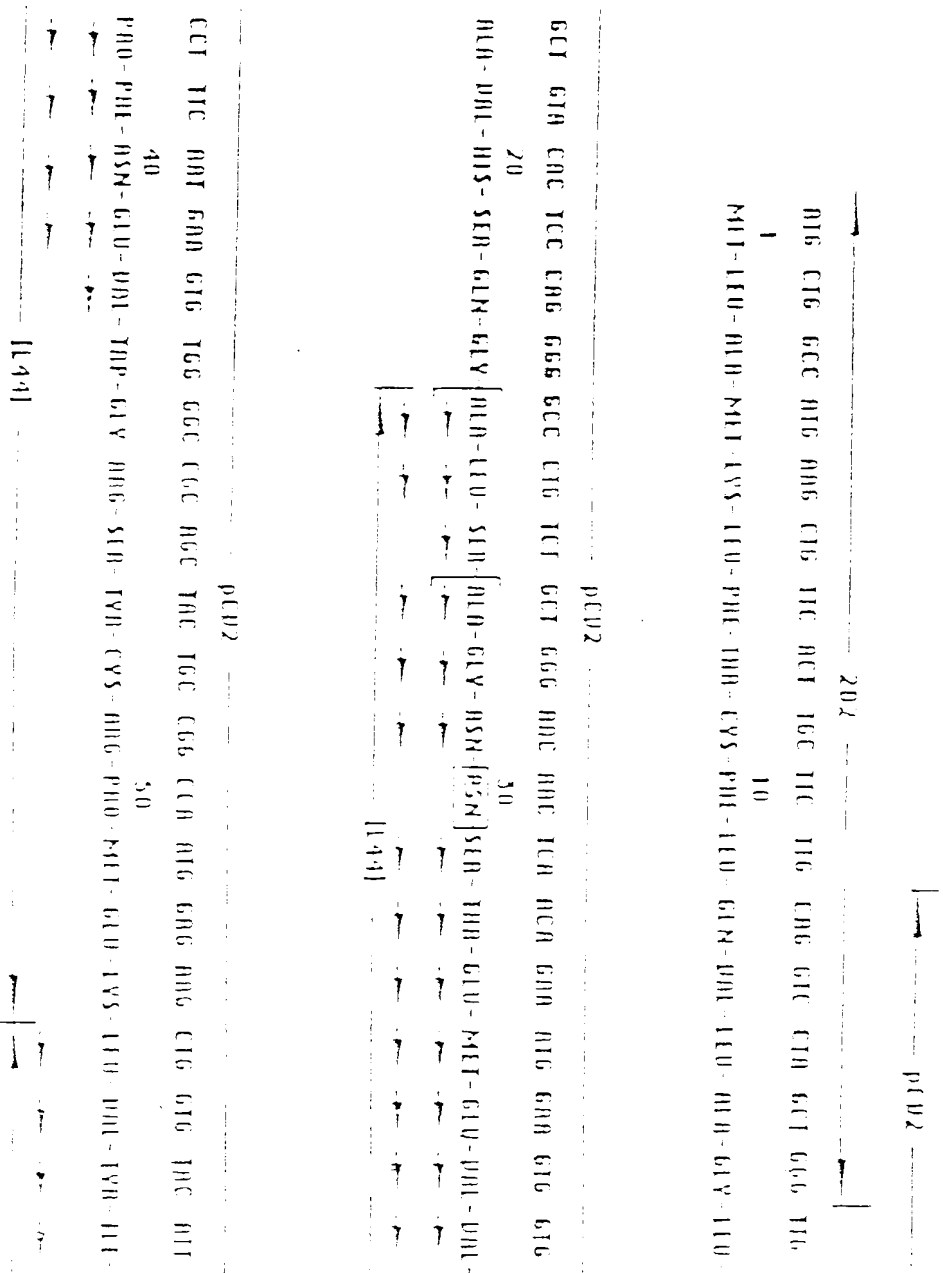 pCD2
202
ATG CTG GCC ATG AAG CTG TTC ACT TGC TTC TTG CAG GTC CTA GCT GGG TTG
1 10
MET-LEU-ALA-MET-LYS-LEU-PHE-THR-CYS-PHE-LEU-GLN-VAL-LEU-ALA-GLY-LEU-
pCD2
GCT GTA CAC TCC CAG GGG GCC CTG TCT GCT GGG AAC AAC TCA ACA GAA ATG GAA GTG GTG
20 30
ALA-VAL-HIS-SER-GLN-GLY[ALA-LEU-SER[ALA-GLY-ASN-[ASN]SER-THR-GLU-MET-GLU-VAL-VAL-
[L44]
pCD2
CCT TTC AAT GAA GTG TGG GGC CGC AGC TAC TGC CGG CCA ATG GAG AAG CTG GTG TAC ATT
40 50
PRO-PHE-ASN-GLU-VAL-TRP-GLY-ARG-SER-TYR-CYS-ARG-PRO-MET-GLU-LYS-LEU-VAL-TYR-ILE-
[L44]